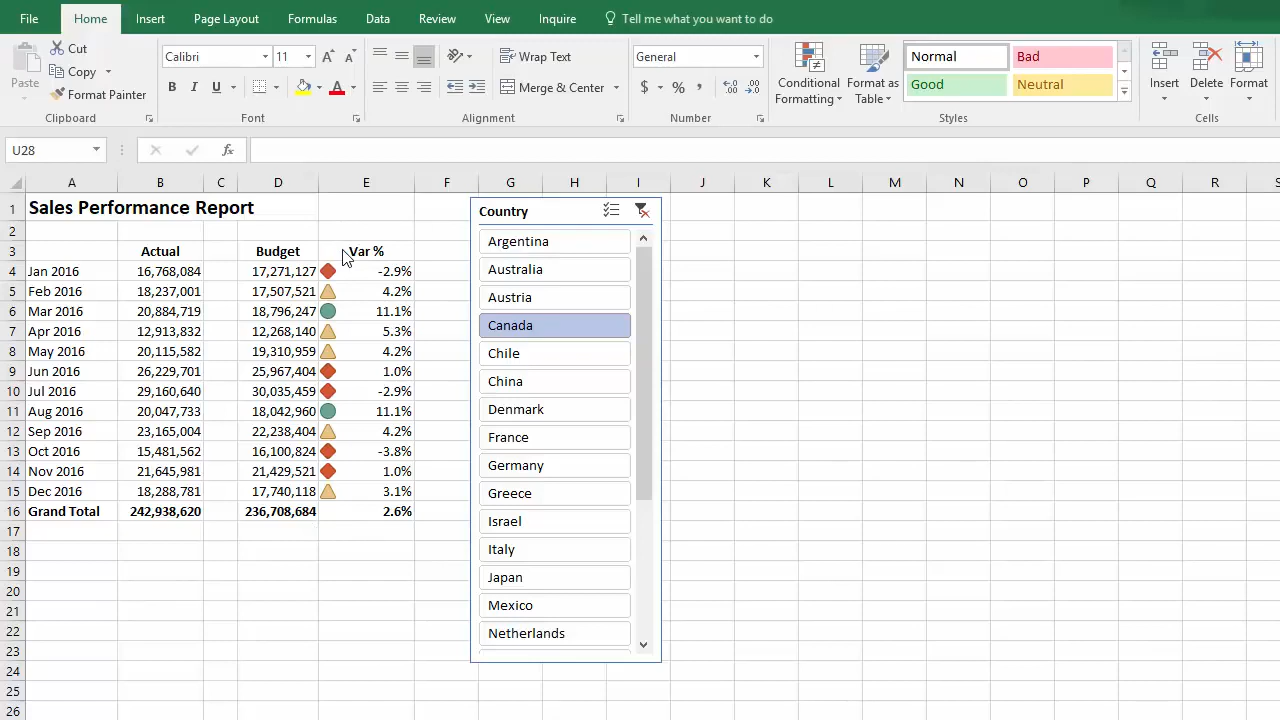 File Home Insert Page Layout Formulas Data Review View Inquire Tell me what you want to do
Paste Cut Copy Format Painter
Calibri 11 A A
B I U A
Wrap Text
Merge & Center
General
$ % ,
Conditional Formatting
Format as Table
Normal Bad
Good Neutral
Insert Delete Format
Clipboard Font Alignment Number Styles Cells
U28 fx
A B C D E F G H I J K L M N O P Q R S
1 Sales Performance Report
2
3 Actual Budget Var %
4 Jan 2016 16,768,084 17,271,127 -2.9%
5 Feb 2016 18,237,001 17,507,521 4.2%
6 Mar 2016 20,884,719 18,796,247 11.1%
7 Apr 2016 12,913,832 12,268,140 5.3%
8 May 2016 20,115,582 19,310,959 4.2%
9 Jun 2016 26,229,701 25,967,404 1.0%
10 Jul 2016 29,160,640 30,035,459 -2.9%
11 Aug 2016 20,047,733 18,042,960 11.1%
12 Sep 2016 23,165,004 22,238,404 4.2%
13 Oct 2016 15,481,562 16,100,824 -3.8%
14 Nov 2016 21,645,981 21,429,521 1.0%
15 Dec 2016 18,288,781 17,740,118 3.1%
16 Grand Total 242,938,620 236,708,684 2.6%
17
18
19
20
21
22
23
24
25
26
Country
Argentina
Australia
Austria
Canada
Chile
China
Denmark
France
Germany
Greece
Israel
Italy
Japan
Mexico
Netherlands